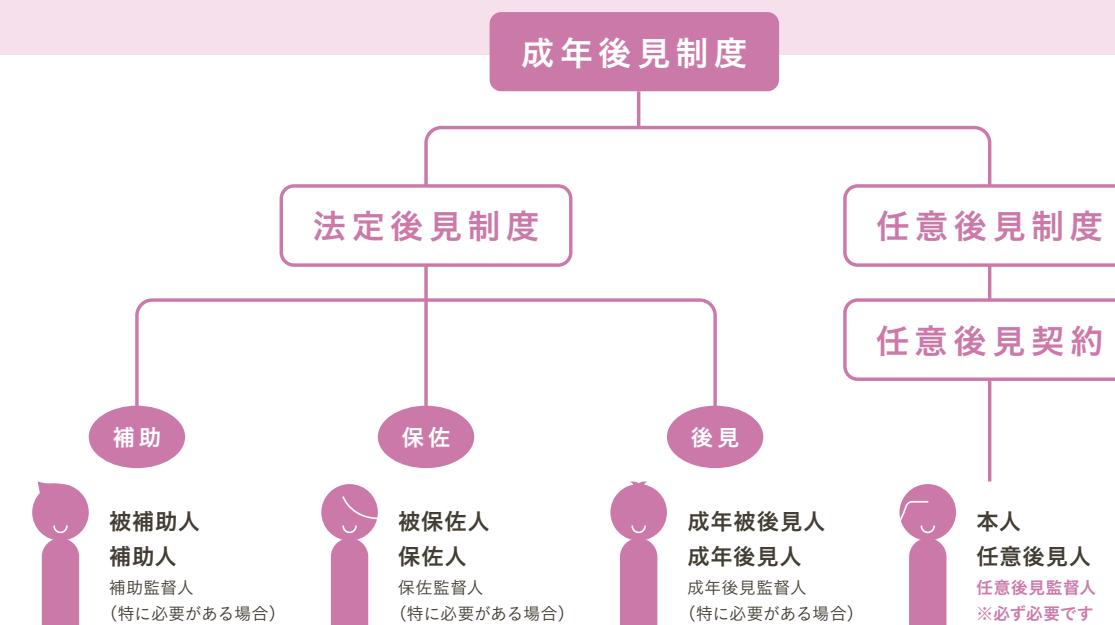 成年後見制度
法定後見制度
任意後見制度
任意後見契約
補助
保佐
後見
被補助人
補助人
補助監督人
(特に必要がある場合)
被保佐人
保佐人
保佐監督人
(特に必要がある場合)
成年被後見人
成年後見人
成年後見監督人
(特に必要がある場合)
本人
任意後見人
任意後見監督人
※必ず必要です